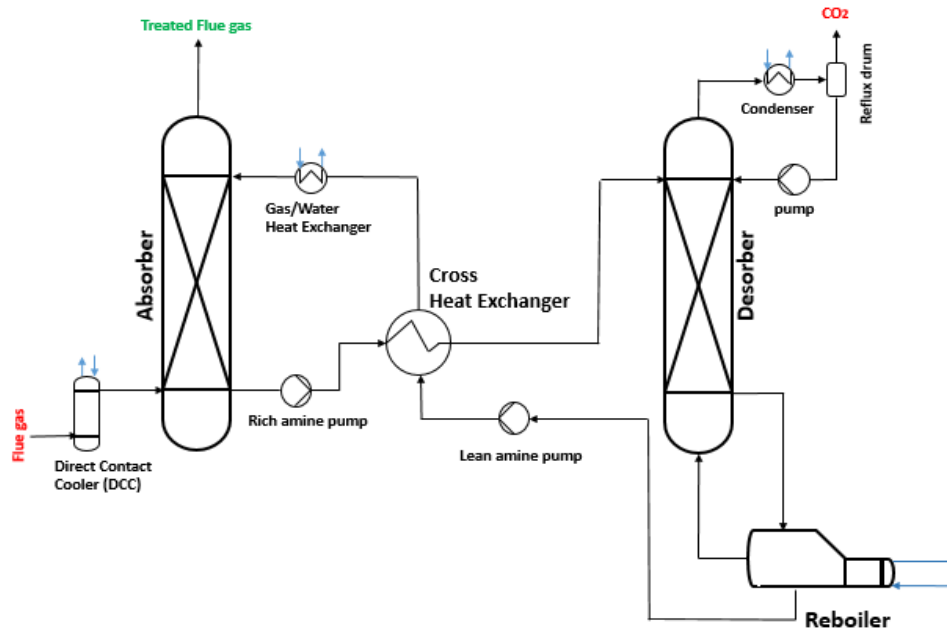 Treated Flue gas
CO2
Condenser
Reflux drum
Gas/Water
Heat Exchanger
pump
Absorber
Desorber
Cross
Heat Exchanger
Rich amine pump
Flue gas
Direct Contact
Cooler (DCC)
Lean amine pump
Reboiler